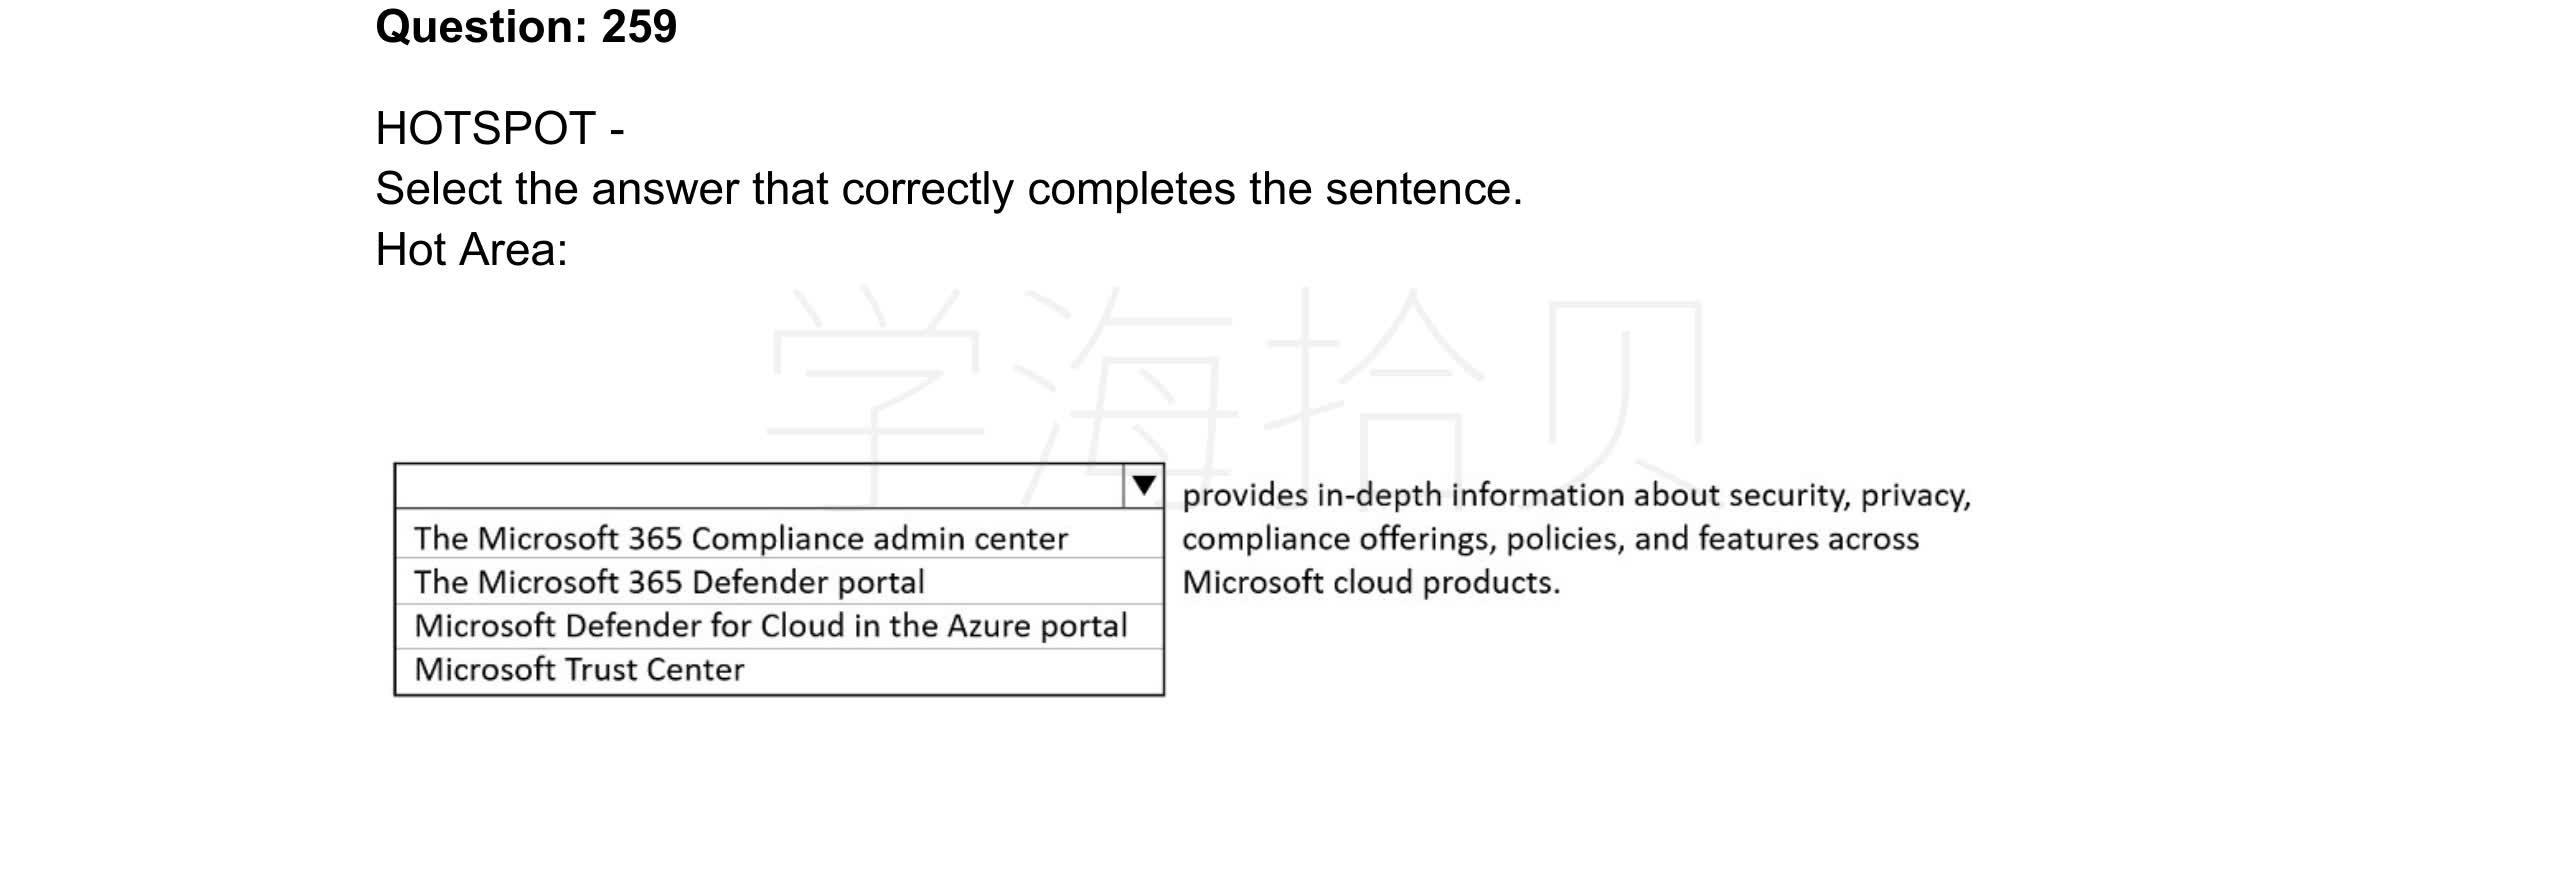 Question: 259
HOTSPOT -
Select the answer that correctly completes the sentence.
Hot Area:
学海拾贝
provides in-depth information about security, privacy,
The Microsoft 365 Compliance admin center
compliance offerings, policies, and features across
The Microsoft 365 Defender portal
Microsoft cloud products.
Microsoft Defender for Cloud in the Azure portal
Microsoft Trust Center